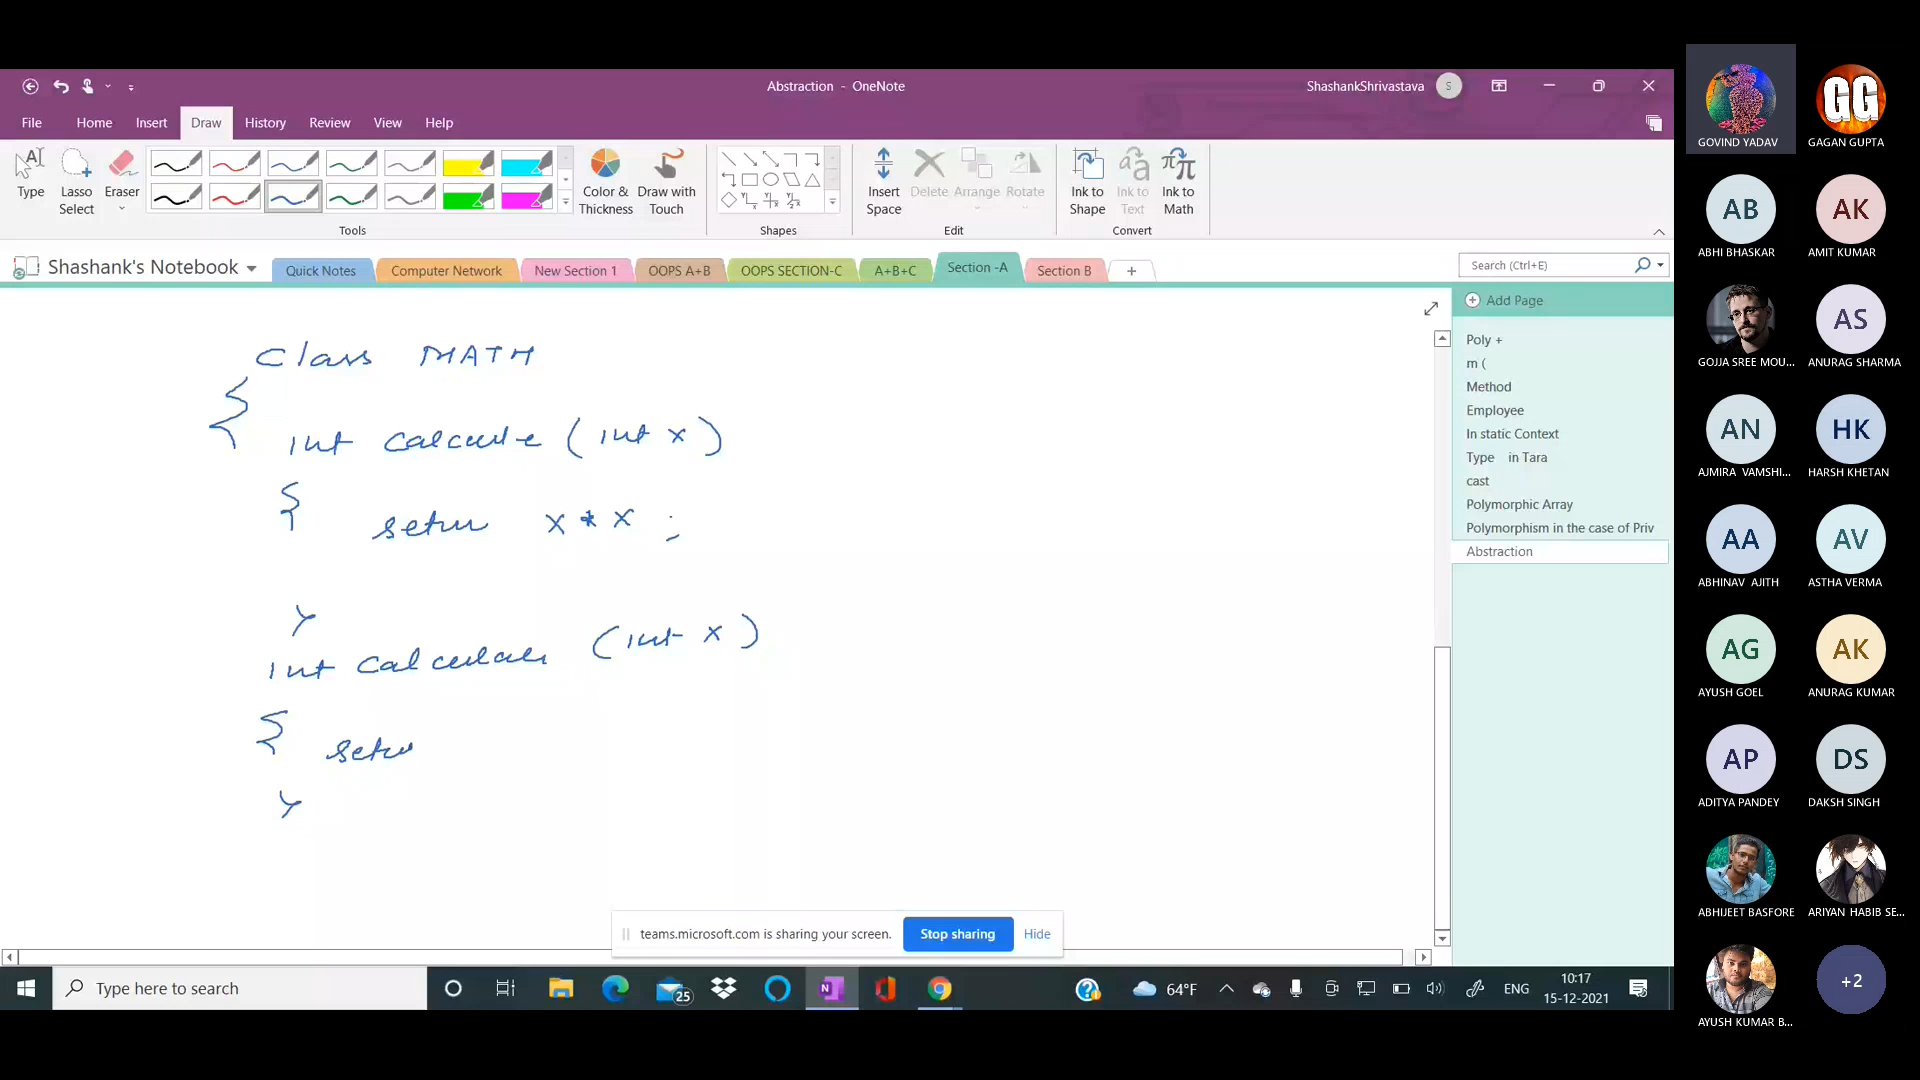 Abstraction - OneNote
ShashankShrivastava
S
File Home Insert Draw History Review View Help
Type
Lasso Select
Eraser
Color & Thickness
Draw with Touch
Insert Space
Delete
Arrange
Rotate
Ink to Shape
Ink to Text
Ink to Math
Tools
Shapes
Edit
Convert
Shashank's Notebook
Quick Notes
Computer Network
New Section 1
OOPS A+B
OOPS SECTION-C
A+B+C
Section -A
Section B
Search (Ctrl+E)
Add Page
Poly +
m (
Method
Employee
In static Context
Type in Tara
cast
Polymorphic Array
Polymorphism in the case of Priv
Abstraction
Class MATH
{
int calculate (int x)
{ return x * x ;
}
int calculate (int x)
{ retur
}
teams.microsoft.com is sharing your screen. Stop sharing Hide
Type here to search
25
64°F
ENG
10:17
15-12-2021
GOVIND YADAV
GG
GAGAN GUPTA
AB
ABHI BHASKAR
AK
AMIT KUMAR
GOJJA SREE MOU...
AS
ANURAG SHARMA
AN
AJMIRA VAMSHI...
HK
HARSH KHETAN
AA
ABHINAV AJITH
AV
ASTHA VERMA
AG
AYUSH GOEL
AK
ANURAG KUMAR
AP
ADITYA PANDEY
DS
DAKSH SINGH
ABHIJEET BASFORE
ARIYAN HABIB SE...
AYUSH KUMAR B...
+2